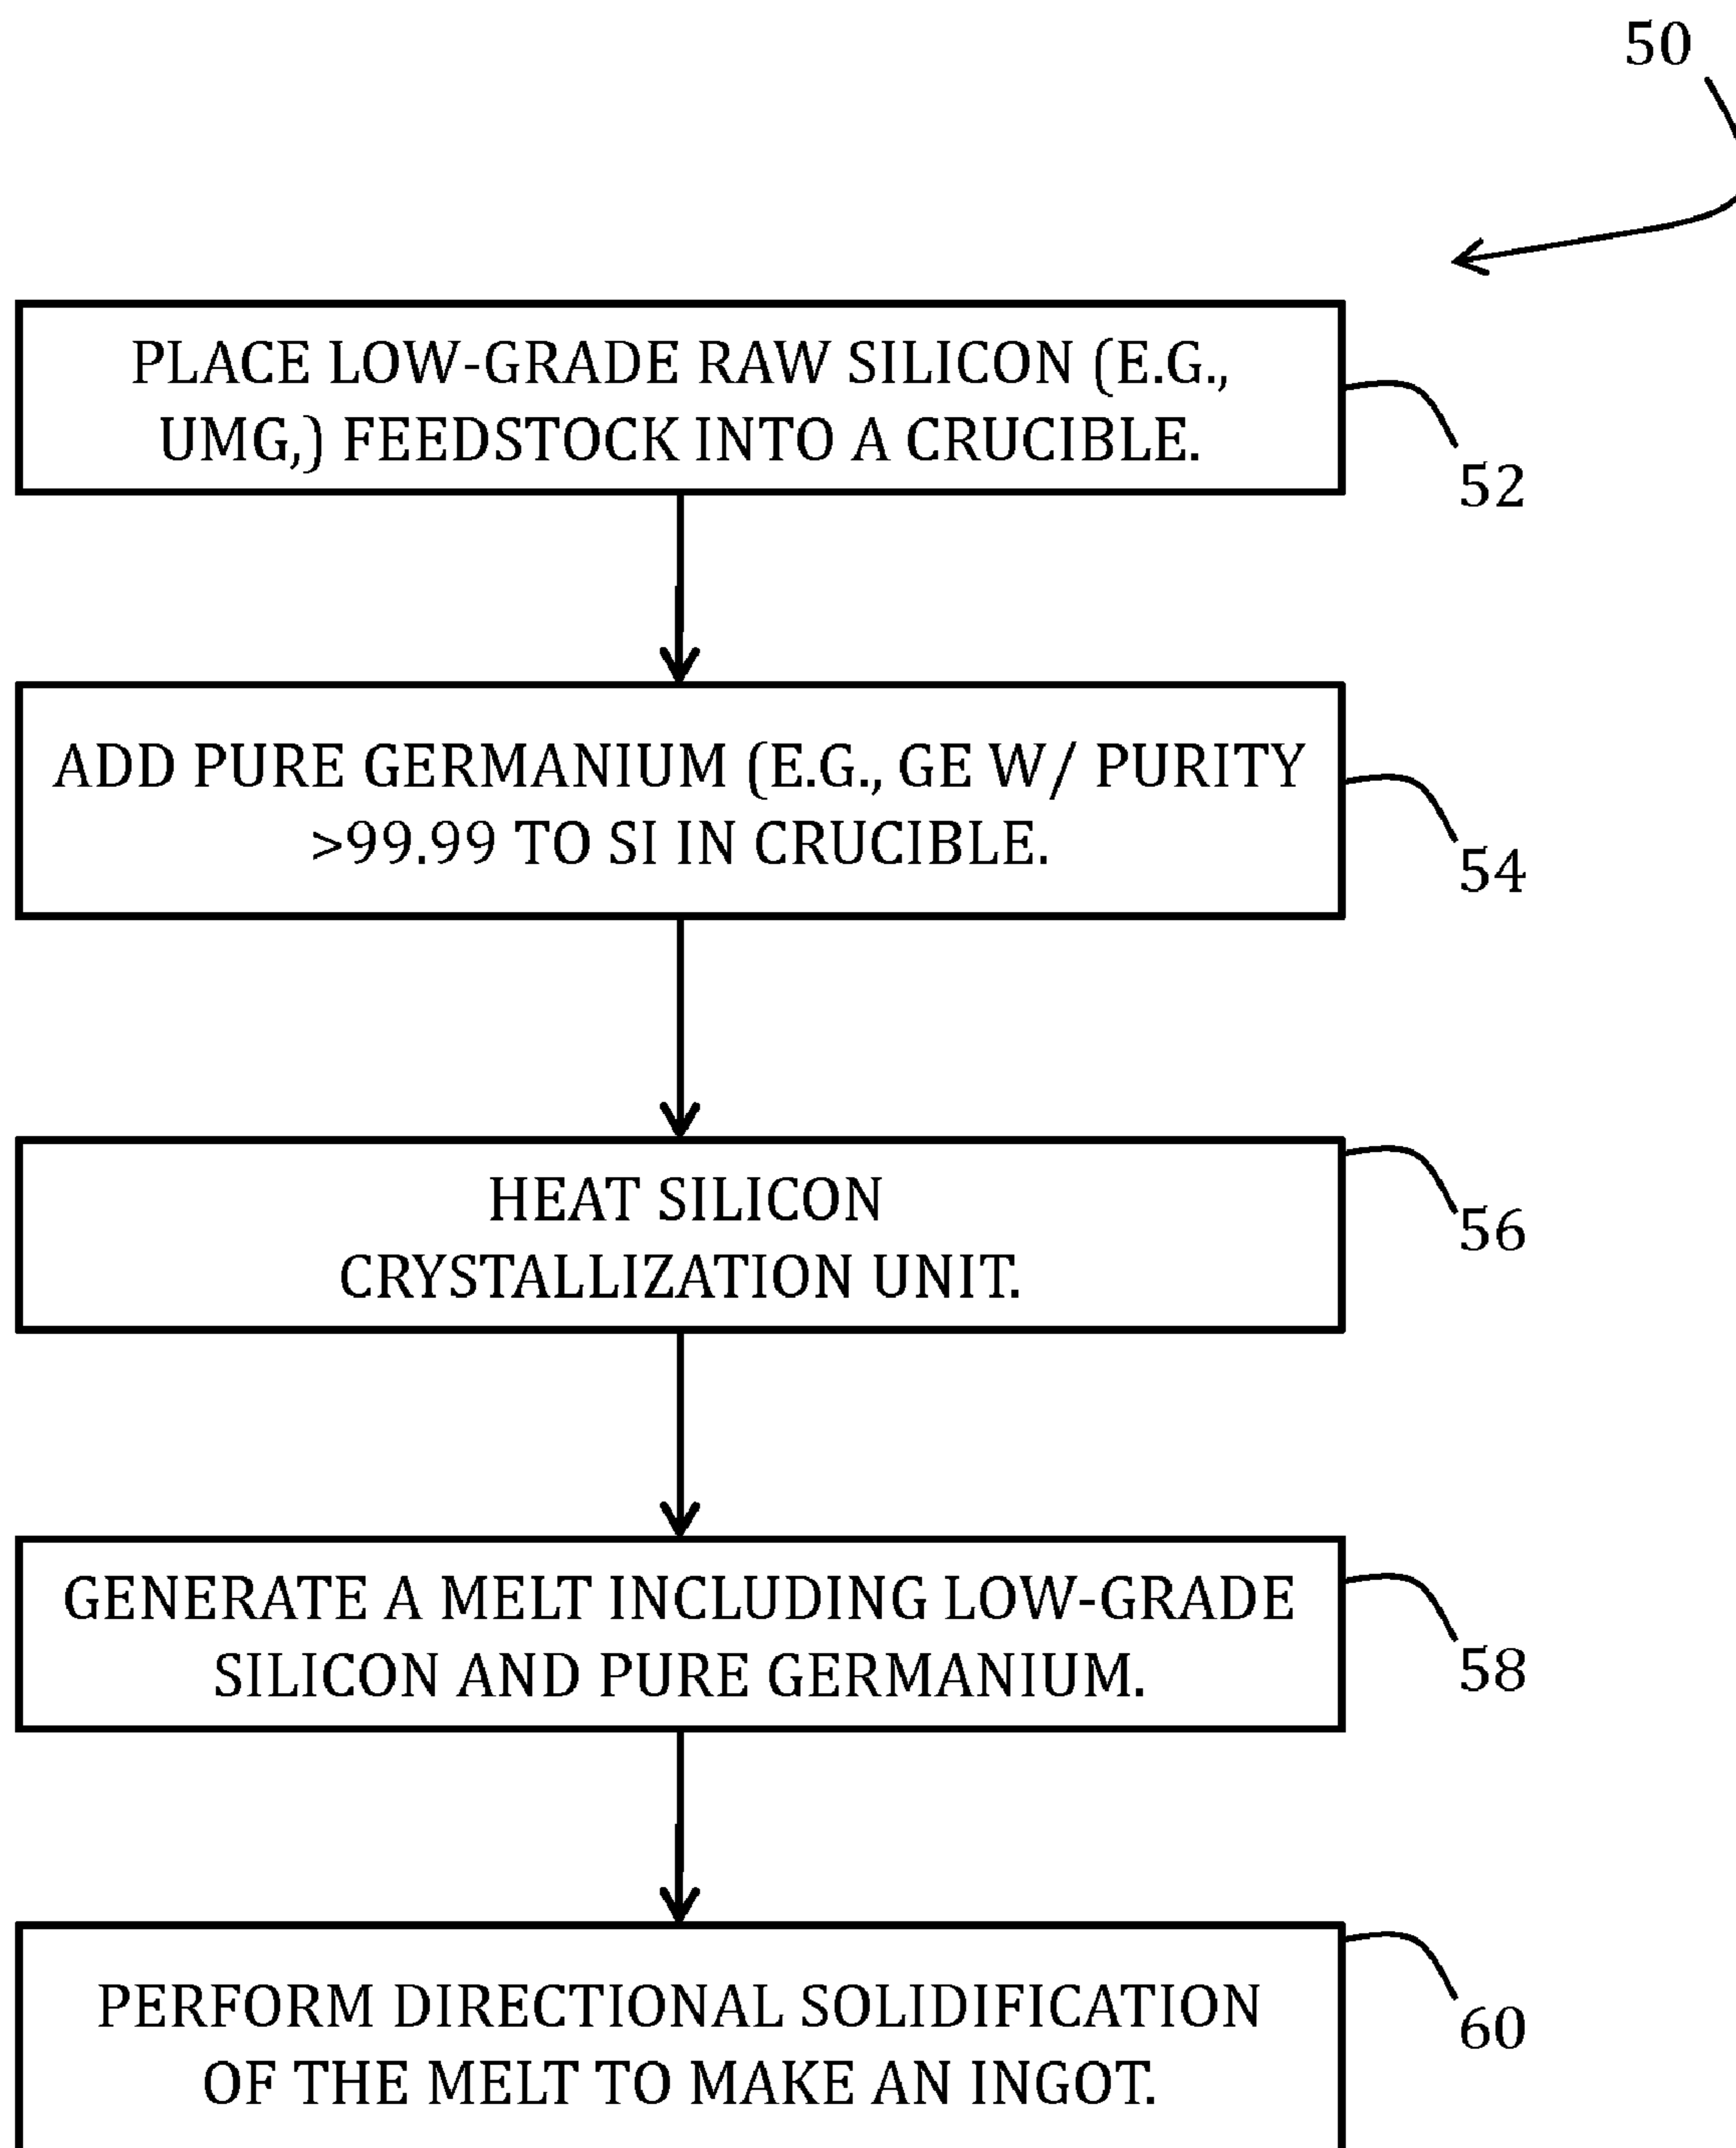 50
PLACE LOW-GRADE RAW SILICON (E.G.,
UMG,) FEEDSTOCK INTO A CRUCIBLE.
52
ADD PURE GERMANIUM (E.G., GE W/ PURITY
>99.99 TO SI IN CRUCIBLE.
54
HEAT SILICON
CRYSTALLIZATION UNIT.
56
GENERATE A MELT INCLUDING LOW-GRADE
SILICON AND PURE GERMANIUM.
58
PERFORM DIRECTIONAL SOLIDIFICATION
OF THE MELT TO MAKE AN INGOT.
60